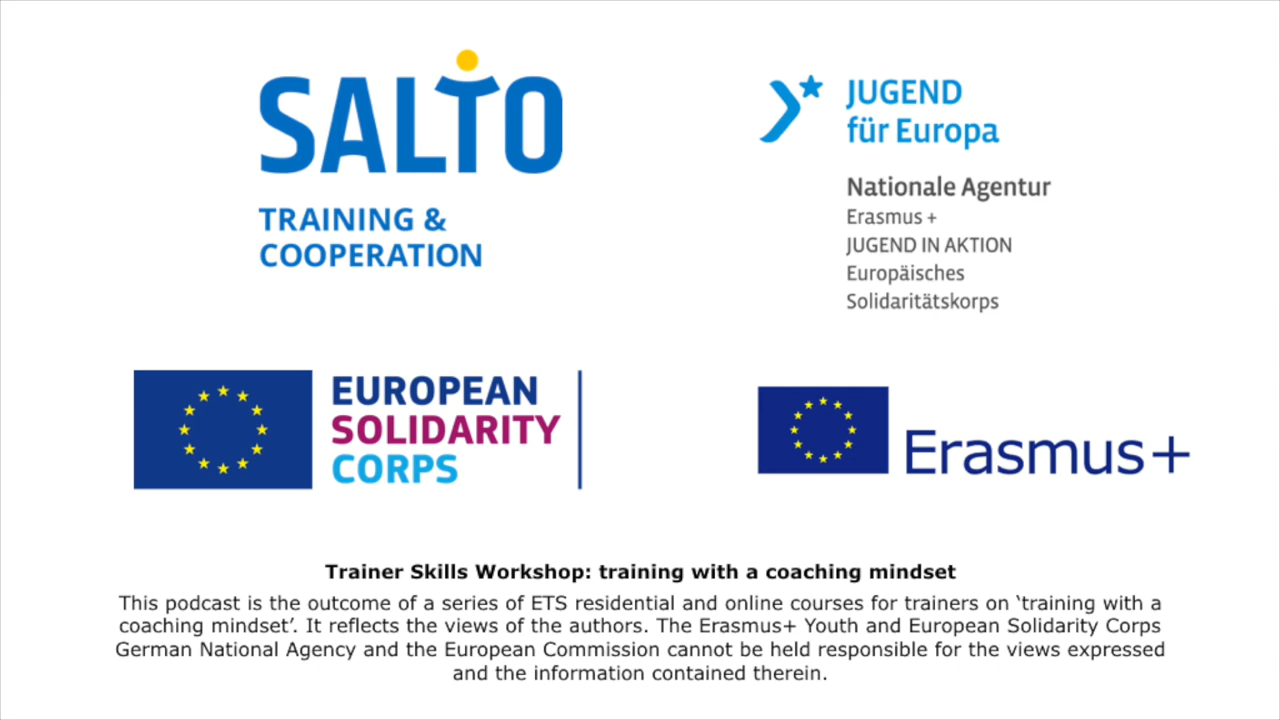 SALTO
TRAINING &
COOPERATION
JUGEND
für Europa
Nationale Agentur
Erasmus +
JUGEND IN AKTION
Europäisches
Solidaritätskorps
EUROPEAN
SOLIDARITY
CORPS
Erasmus+
Trainer Skills Workshop: training with a coaching mindset
This podcast is the outcome of a series of ETS residential and online courses for trainers on ‘training with a
coaching mindset’. It reflects the views of the authors. The Erasmus+ Youth and European Solidarity Corps
German National Agency and the European Commission cannot be held responsible for the views expressed
and the information contained therein.